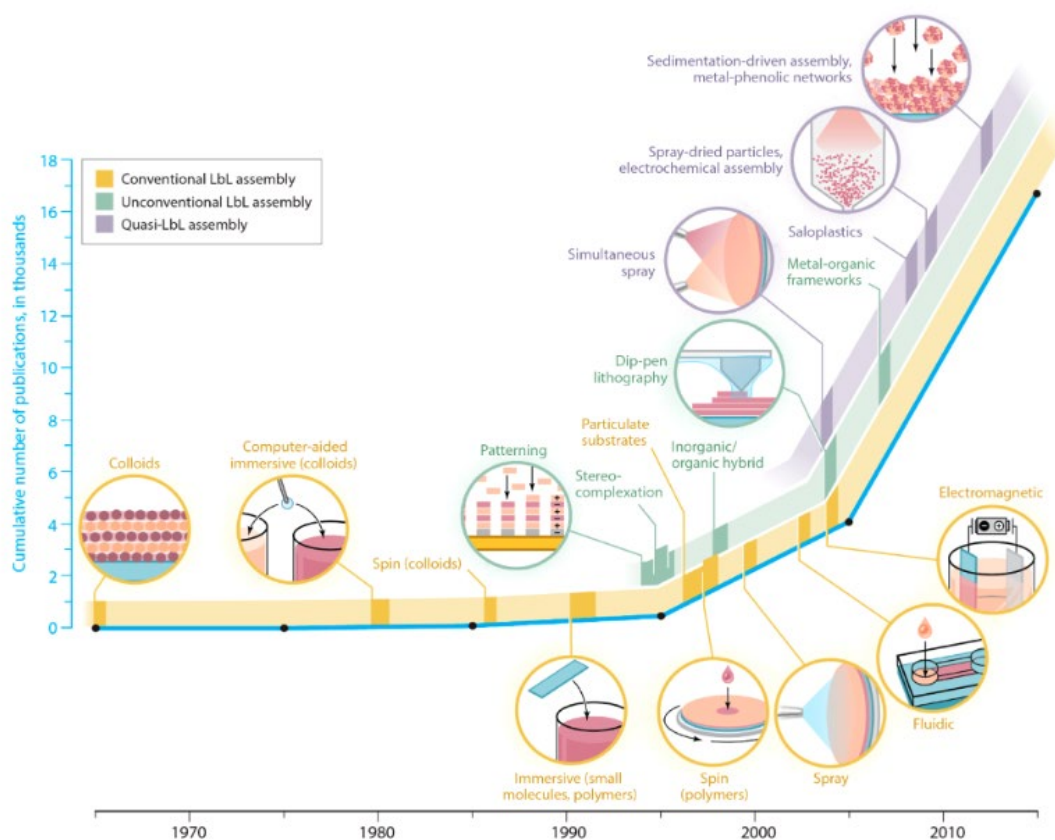 Sedimentation-driven assembly,
metal-phenolic networks
18
16
14
12
10
8
6
4
2
0
Cumulative number of publications, in thousands
Conventional LbL assembly
Unconventional LbL assembly
Quasi-LbL assembly
Spray-dried particles,
electrochemical assembly
Saloplastics
Simultaneous
spray
Metal-organic
frameworks
Dip-pen
lithography
Particulate
substrates
Inorganic/
organic hybrid
Colloids
Computer-aided
immersive (colloids)
Patterning
Stereo-
complexation
Spin (colloids)
Electromagnetic
Fluidic
Immersive (small
molecules, polymers)
Spin
(polymers)
Spray
1970
1980
1990
2000
2010